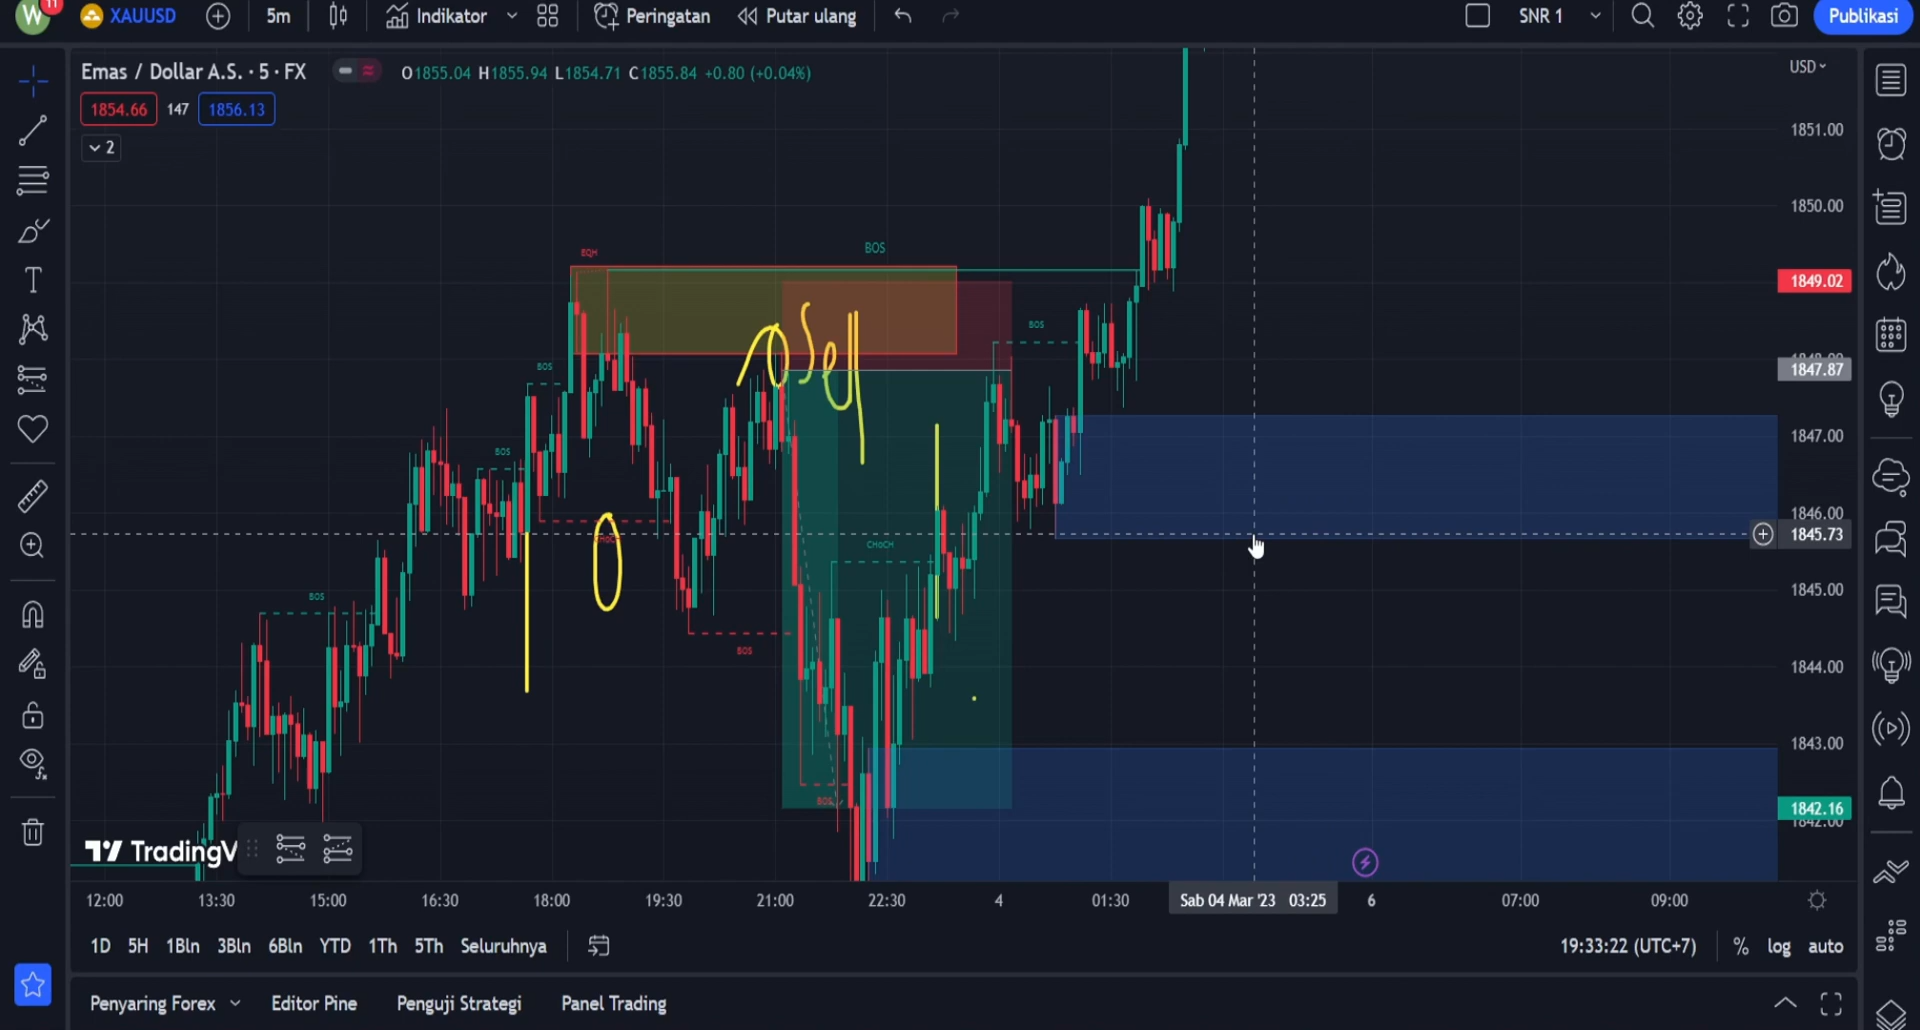 W 11 XAUUSD 5m Indikator Peringatan Putar ulang SNR 1 Publikasi
Emas / Dollar A.S. · 5 · FX O1855.04 H1855.94 L1854.71 C1855.84 +0.80 (+0.04%) USD
1854.66 147 1856.13
2
1851.00
1850.00
BOS
EQH
1849.02
BOS
Sell
BOS
1847.87
1847.00
BOS
1846.00
1845.73
CHoCH
1845.00
BOS
BOS
1844.00
1843.00
BOS
1842.16
1842.00
TradingV
12:00 13:30 15:00 16:30 18:00 19:30 21:00 22:30 4 01:30 Sab 04 Mar '23 03:25 6 07:00 09:00
1D 5H 1Bln 3Bln 6Bln YTD 1Th 5Th Seluruhnya 19:33:22 (UTC+7) % log auto
Penyaring Forex Editor Pine Penguji Strategi Panel Trading